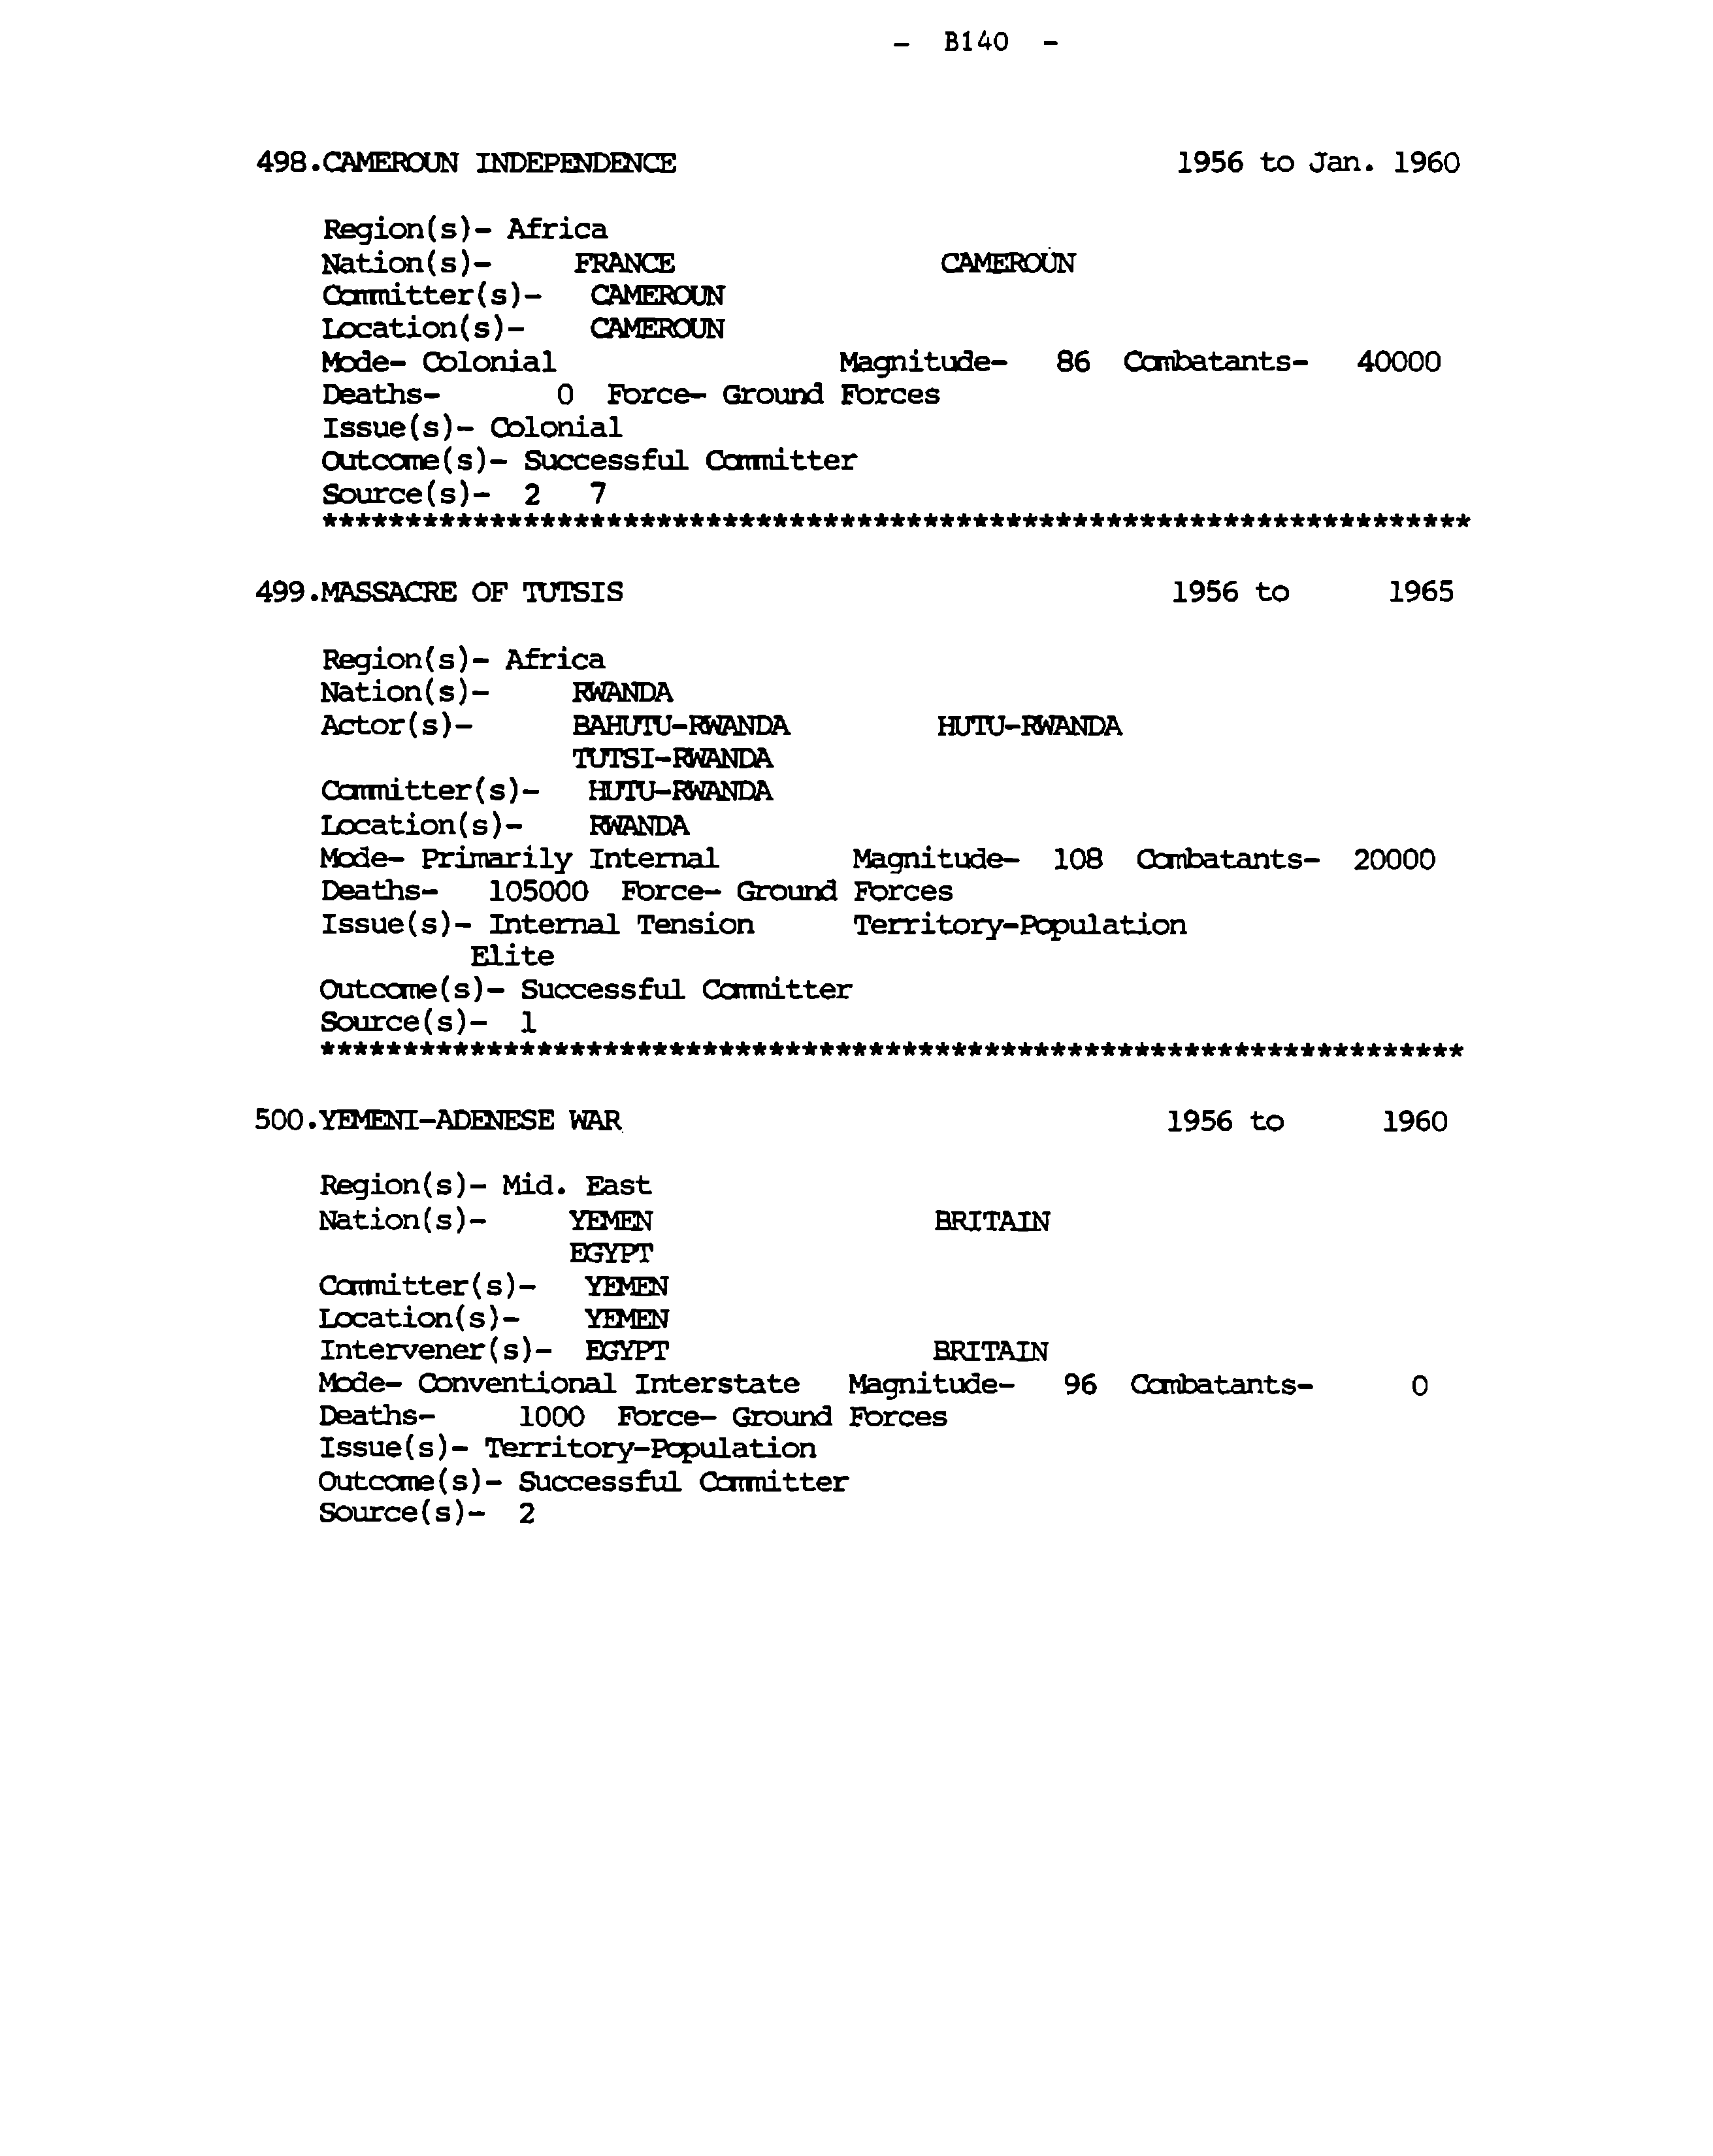 - B140 -
498.CAMEROUN INDEPENDENCE 1956 to Jan. 1960
Region(s)- Africa
Nation(s)- FRANCE CAMEROUN
Committer(s)- CAMEROUN
Location(s)- CAMEROUN
Mode- Colonial Magnitude- 86 Combatants- 40000
Deaths- 0 Force- Ground Forces
Issue(s)- Colonial
Outcome(s)- Successful Committer
Source(s)- 2 7
*********************************************************************
499.MASSACRE OF TUTSIS 1956 to 1965
Region(s)- Africa
Nation(s)- RWANDA
Actor(s)- BAHUTU-RWANDA HUTU-RWANDA
TUTSI-RWANDA
Committer(s)- HUTU-RWANDA
Location(s)- RWANDA
Mode- Primarily Internal Magnitude- 108 Combatants- 20000
Deaths- 105000 Force- Ground Forces
Issue(s)- Internal Tension Territory-Population
Elite
Outcome(s)- Successful Committer
Source(s)- 1
*********************************************************************
500.YEMENI-ADENESE WAR 1956 to 1960
Region(s)- Mid. East
Nation(s)- YEMEN BRITAIN
EGYPT
Committer(s)- YEMEN
Location(s)- YEMEN
Intervener(s)- EGYPT BRITAIN
Mode- Conventional Interstate Magnitude- 96 Combatants- 0
Deaths- 1000 Force- Ground Forces
Issue(s)- Territory-Population
Outcome(s)- Successful Committer
Source(s)- 2